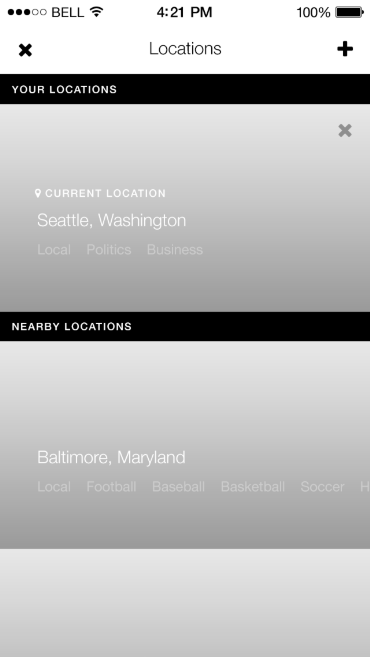 BELL 4:21 PM 100%
Locations
YOUR LOCATIONS
CURRENT LOCATION
Seattle, Washington
Local Politics Business
NEARBY LOCATIONS
Baltimore, Maryland
Local Football Baseball Basketball Soccer H